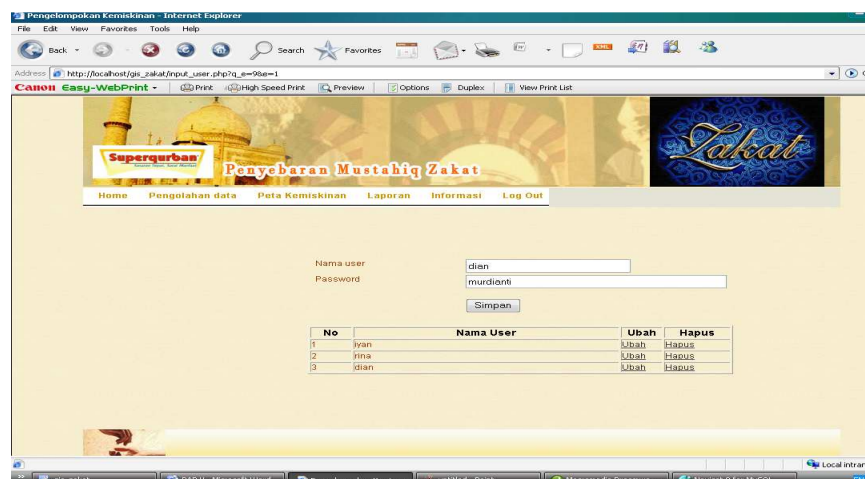 Pengelompokan Kemiskinan - Internet Explorer
File Edit View Favorites Tools Help
Back Search Favorites
Address http://localhost/gis_zakat/input_user.php?q_e=9&e=1
Canon Easy-WebPrint Print High Speed Print Preview Options Duplex View Print List
Superqurban
Penyebaran Mustahiq Zakat
Zakat
Home Pengolahan data Peta Kemiskinan Laporan Informasi Log Out
Nama user dian
Password murdianti
Simpan
No Nama User Ubah Hapus
1 iyan Ubah Hapus
2 rina Ubah Hapus
3 dian Ubah Hapus
Local intran